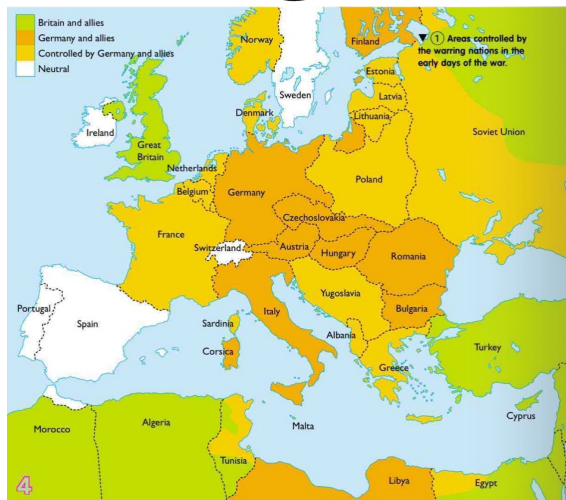 Britain and allies
Germany and allies
Controlled by Germany and allies
Neutral
▼ 1 Areas controlled by
the warring nations in the
early days of the war.
Norway
Finland
Sweden
Estonia
Latvia
Lithuania
Denmark
Soviet Union
Ireland
Great
Britain
Netherlands
Belgium
Germany
Poland
Czechoslovakia
France
Switzerland
Austria
Hungary
Romania
Yugoslavia
Bulgaria
Italy
Portugal
Spain
Sardinia
Corsica
Albania
Greece
Turkey
Cyprus
Malta
Morocco
Algeria
Tunisia
Libya
Egypt
4